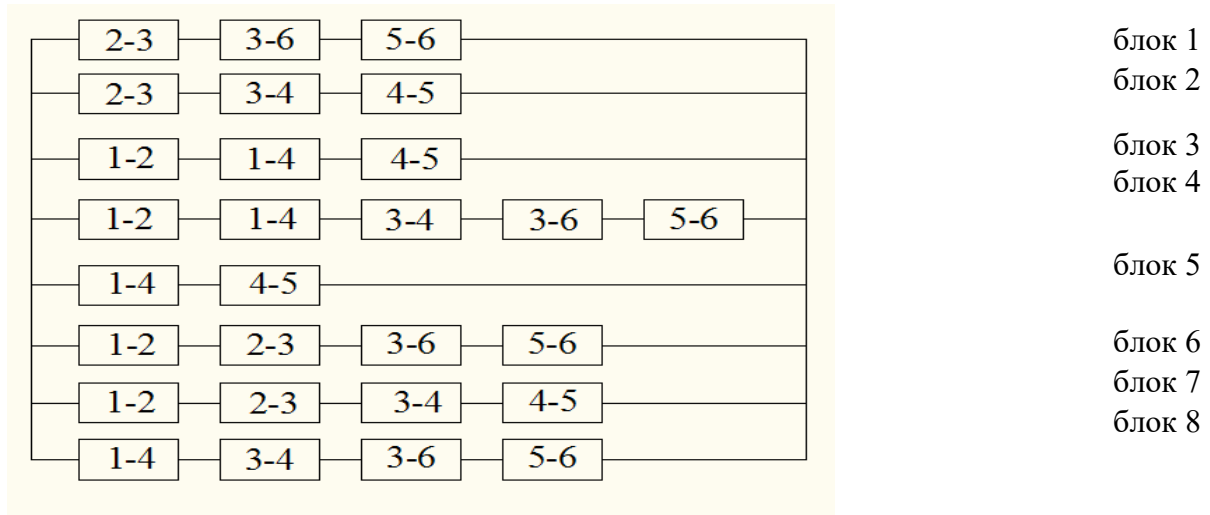 2-3 3-6 5-6 блок 1
2-3 3-4 4-5 блок 2
1-2 1-4 4-5 блок 3
1-2 1-4 3-4 3-6 5-6 блок 4
1-4 4-5 блок 5
1-2 2-3 3-6 5-6 блок 6
1-2 2-3 3-4 4-5 блок 7
1-4 3-4 3-6 5-6 блок 8